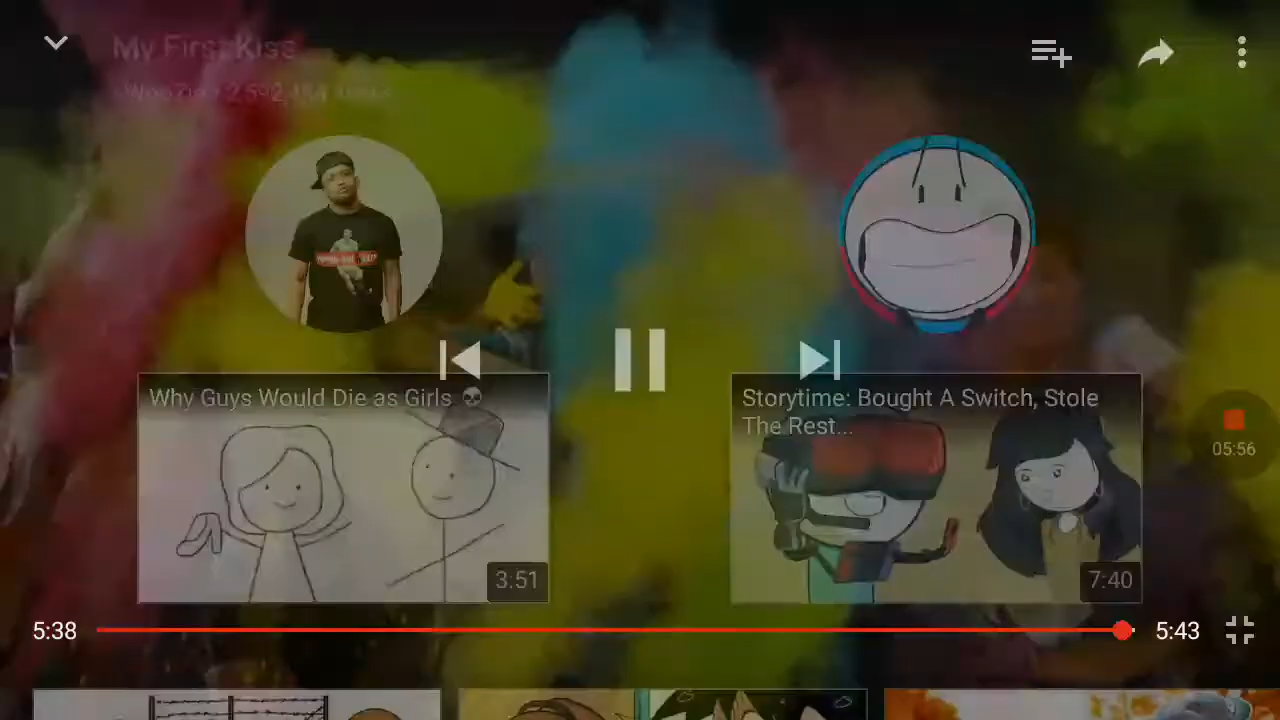 My First Kiss
Why Guys Would Die as Girls 💀
Storytime: Bought A Switch, Stole
The Rest...
05:56
3:51
7:40
5:38
5:43